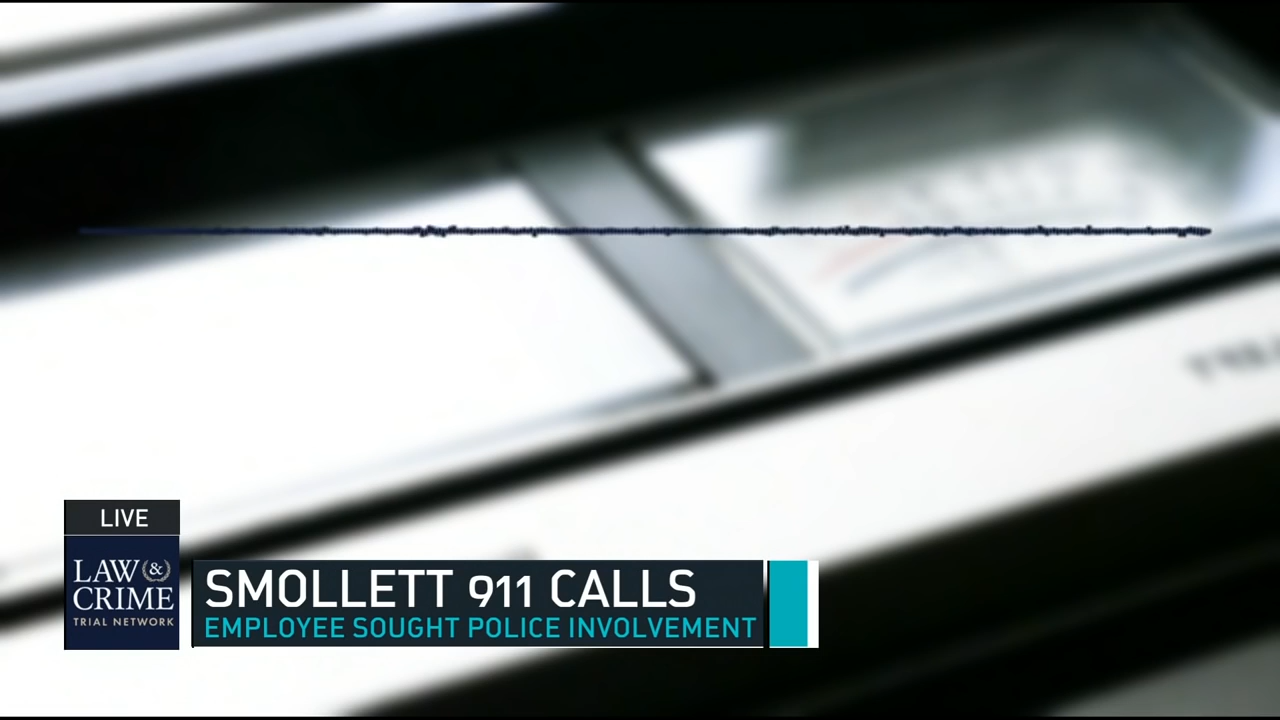 LIVE
LAW &
CRIME
TRIAL NETWORK
SMOLLETT 911 CALLS
EMPLOYEE SOUGHT POLICE INVOLVEMENT